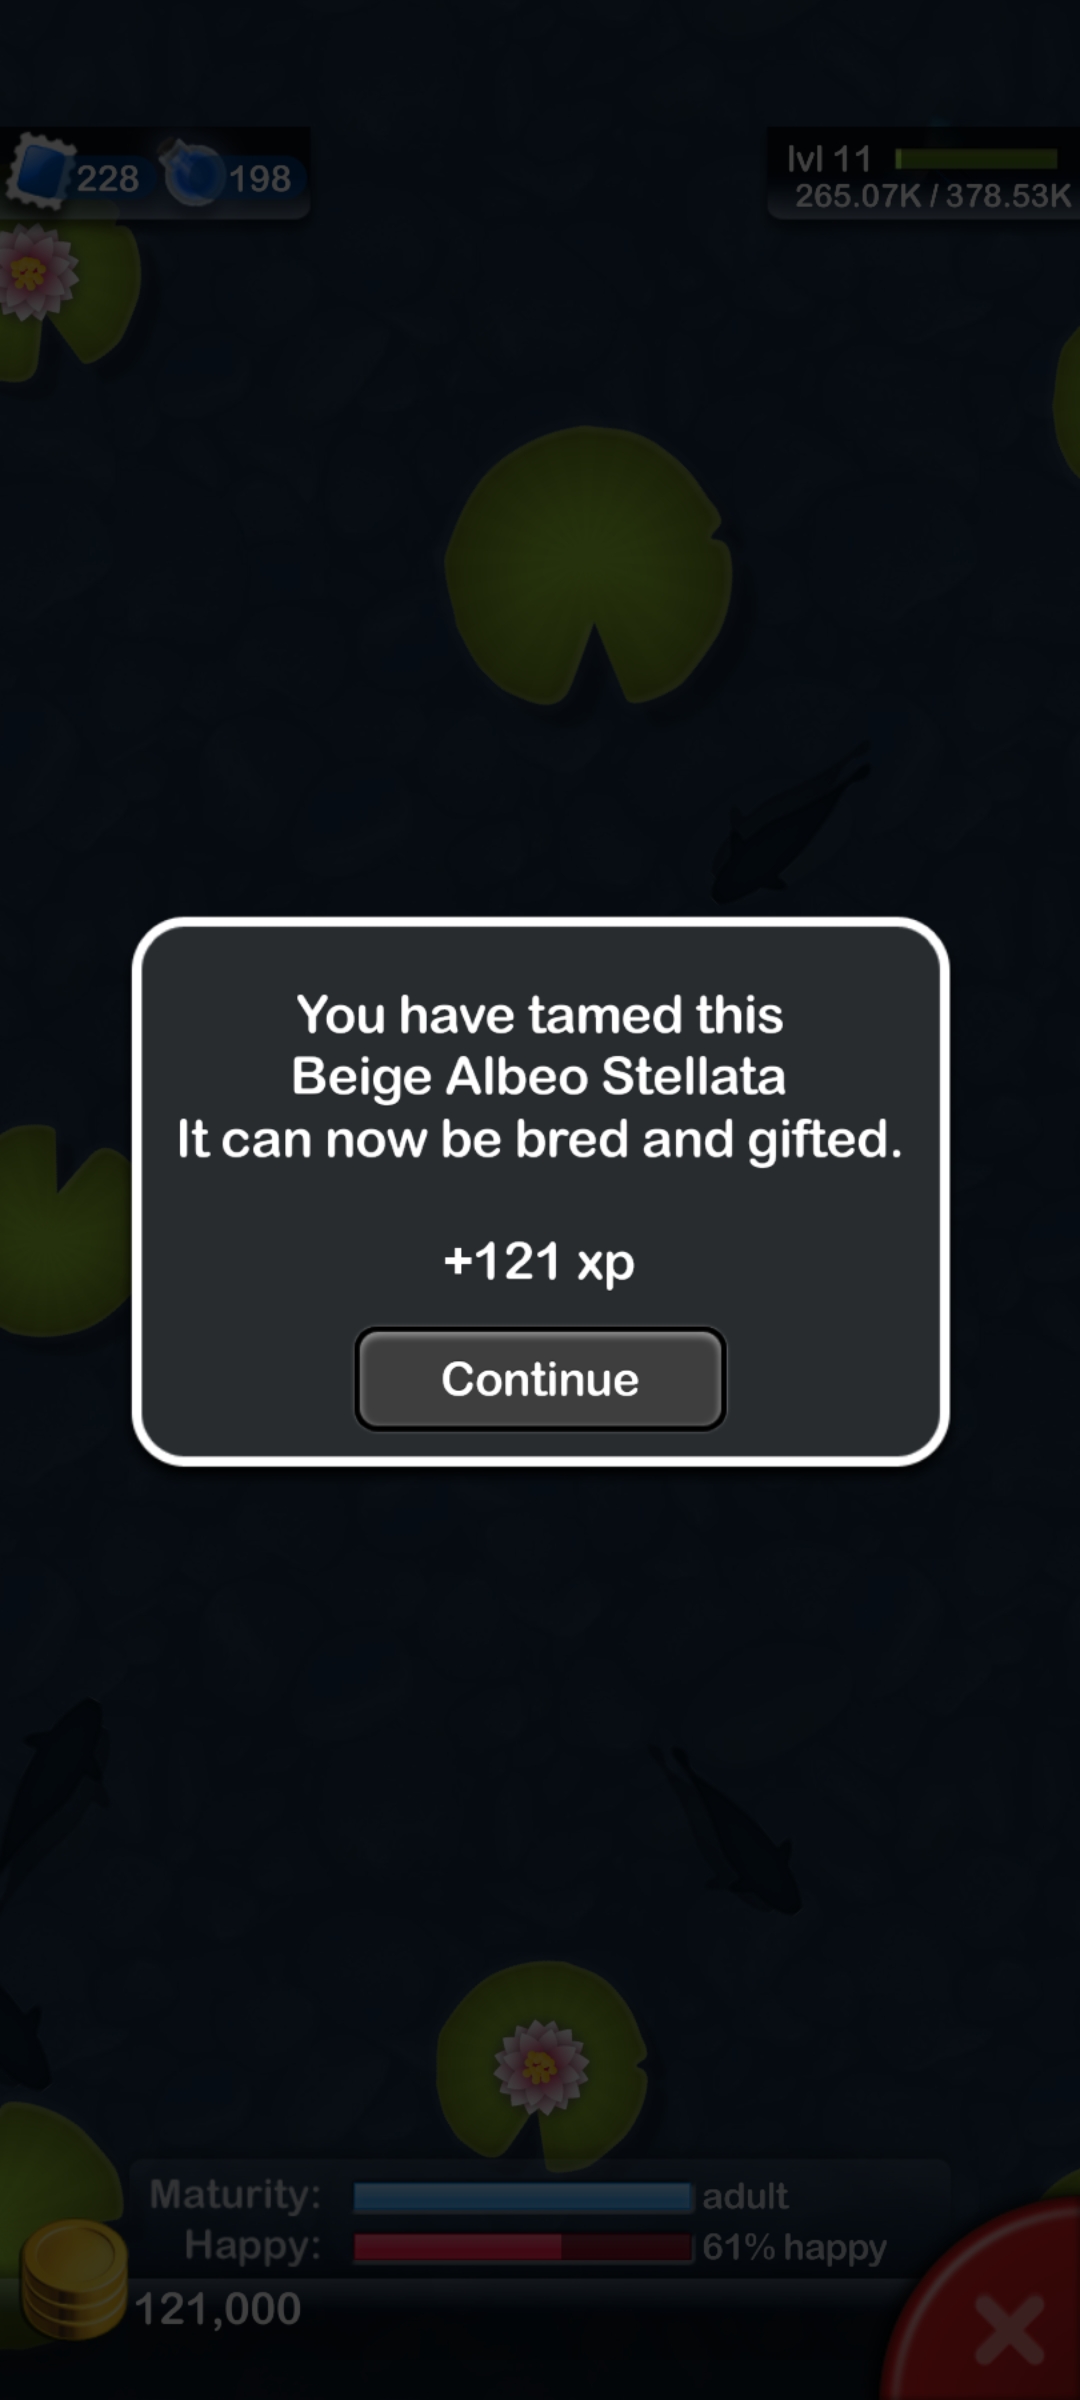 228
198
lvl 11
265.07K / 378.53K
You have tamed this
Beige Albeo Stellata
It can now be bred and gifted.
+121 xp
Continue
Maturity: adult
Happy: 61% happy
121,000